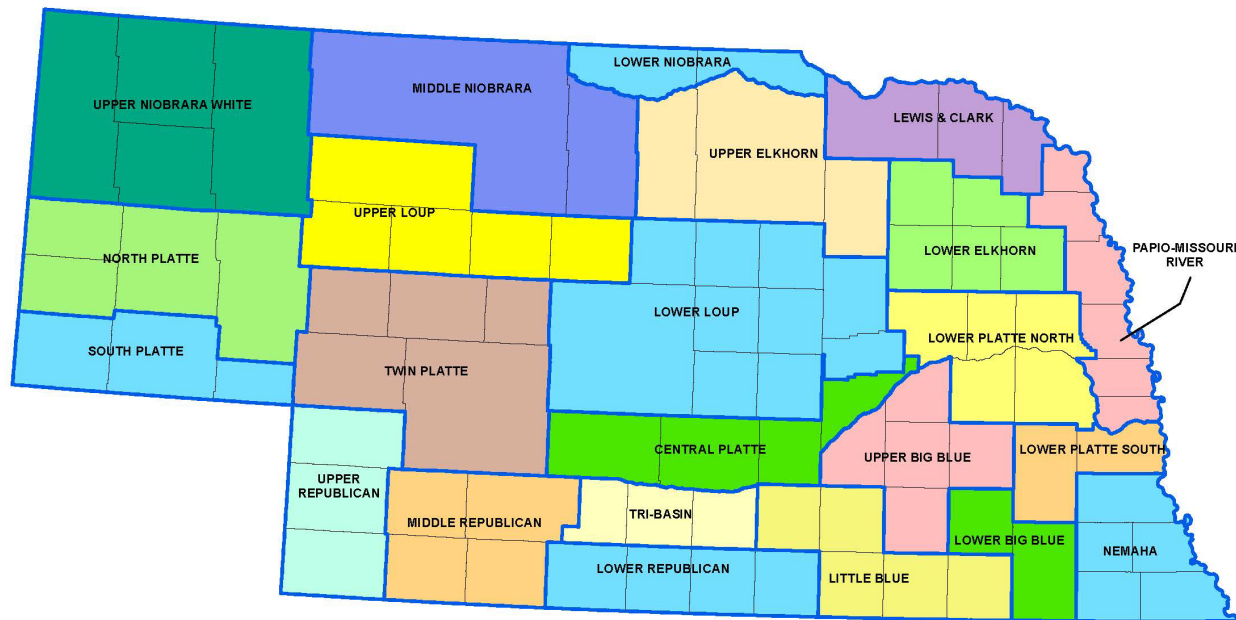 LOWER NIOBRARA
MIDDLE NIOBRARA
UPPER NIOBRARA WHITE
LEWIS & CLARK
UPPER ELKHORN
UPPER LOUP
PAPIO-MISSOURI
RIVER
LOWER ELKHORN
NORTH PLATTE
LOWER LOUP
LOWER PLATTE NORTH
SOUTH PLATTE
TWIN PLATTE
CENTRAL PLATTE
UPPER BIG BLUE
LOWER PLATTE SOUTH
UPPER
REPUBLICAN
TRI-BASIN
MIDDLE REPUBLICAN
LOWER BIG BLUE
NEMAHA
LOWER REPUBLICAN
LITTLE BLUE